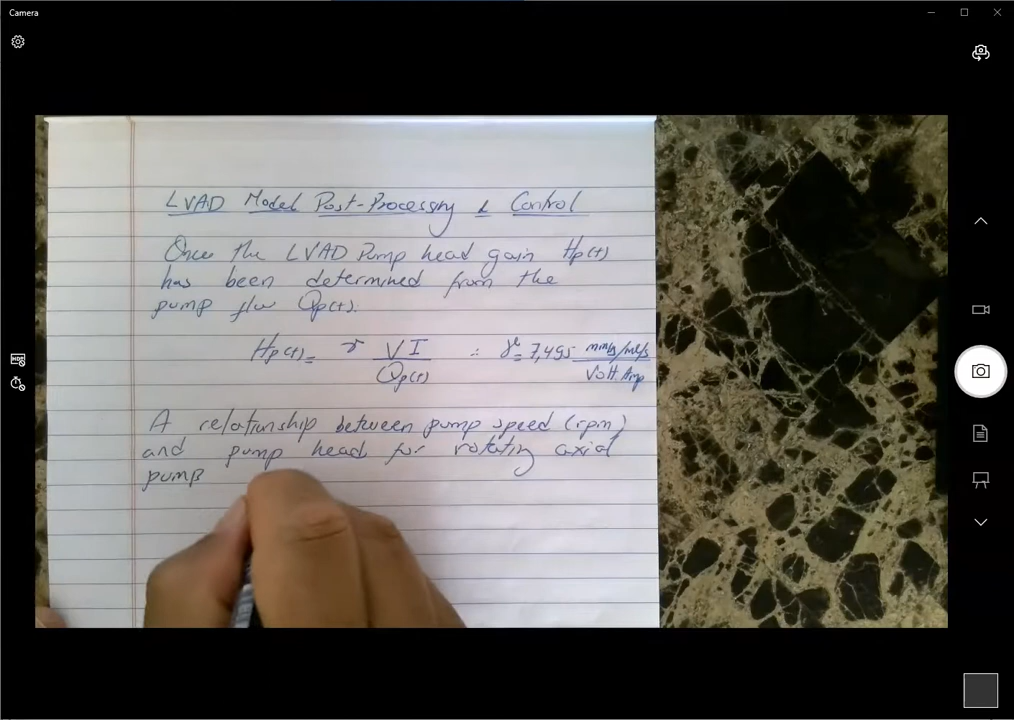 Camera
LVAD Model Post-Processing & Control
Once the LVAD Pump head gain Hp(t)
has been determined from the
pump flow Qp(t).
Hp(t) = γ VI / Qp(t) ∴ γ = 7,495 mmHg/ml/s / Volt.Amp
A relationship between pump speed (rpm)
and pump head for rotating axial
pump
HDR